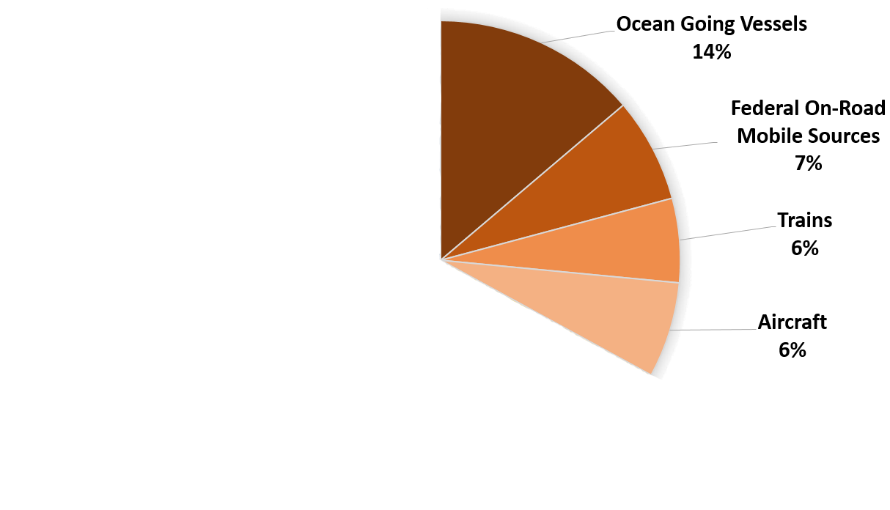 Ocean Going Vessels
14%
Federal On-Road
Mobile Sources
7%
Trains
6%
Aircraft
6%